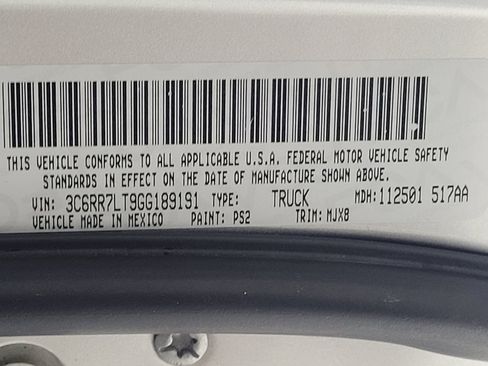 THIS VEHICLE CONFORMS TO ALL APPLICABLE U.S.A. FEDERAL MOTOR VEHICLE SAFETY
STANDARDS IN EFFECT ON THE DATE OF MANUFACTURE SHOWN ABOVE.
VIN: 3C6RR7LT9GG189191 TYPE: TRUCK MDH: 112501 517AA
VEHICLE MADE IN MEXICO PAINT: PS2 TRIM: MJX8